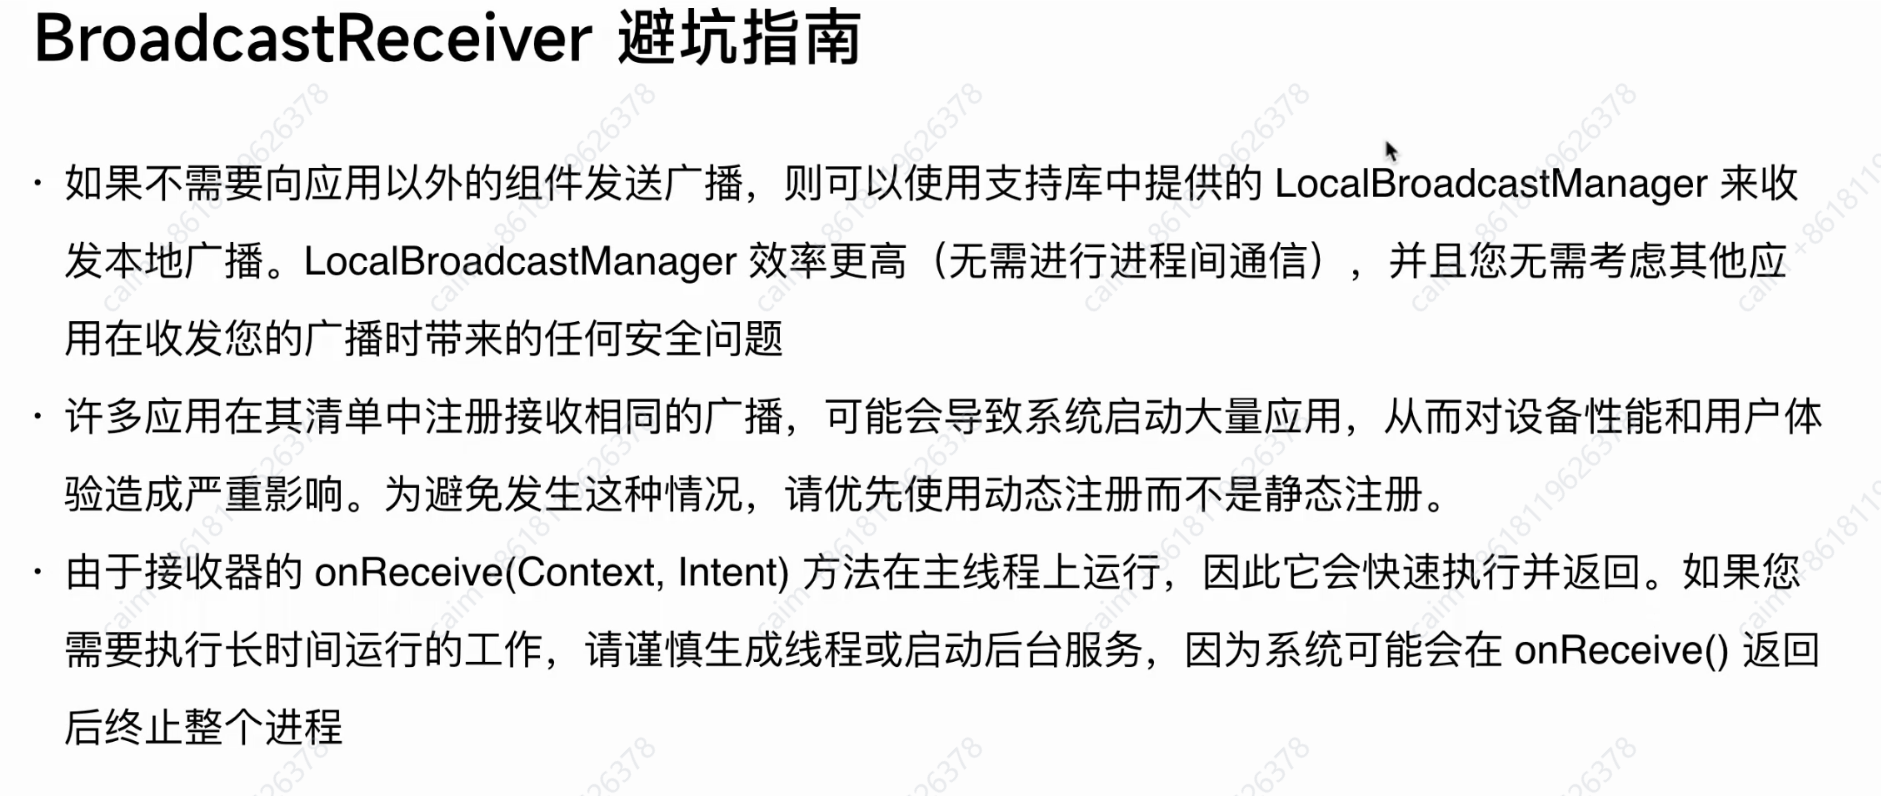 BroadcastReceiver 避坑指南
· 如果不需要向应用以外的组件发送广播，则可以使用支持库中提供的 LocalBroadcastManager 来收
发本地广播。LocalBroadcastManager 效率更高（无需进行进程间通信），并且您无需考虑其他应
用在收发您的广播时带来的任何安全问题
· 许多应用在其清单中注册接收相同的广播，可能会导致系统启动大量应用，从而对设备性能和用户体
验造成严重影响。为避免发生这种情况，请优先使用动态注册而不是静态注册。
· 由于接收器的 onReceive(Context, Intent) 方法在主线程上运行，因此它会快速执行并返回。如果您
需要执行长时间运行的工作，请谨慎生成线程或启动后台服务，因为系统可能会在 onReceive() 返回
后终止整个进程